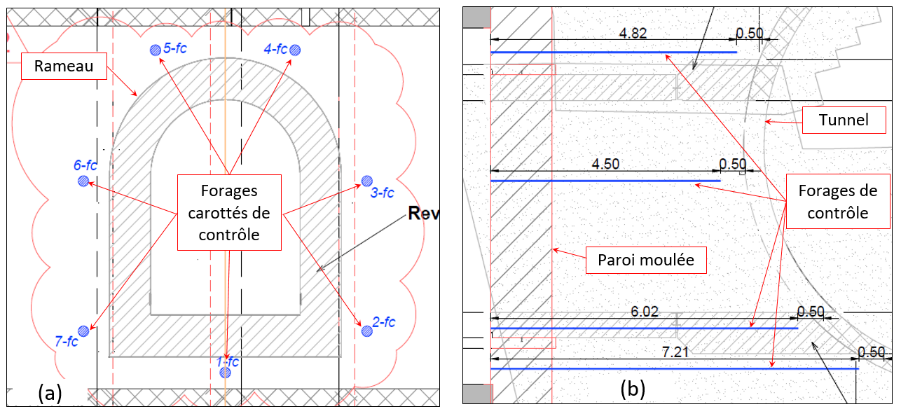 5-fc
4-fc
Rameau
6-fc
3-fc
Forages
carottés de
contrôle
Rev
7-fc
2-fc
1-fc
(a)
4.82
0.50
Tunnel
4.50
0.50
Forages de
contrôle
Paroi moulée
6.02
0.50
7.21
0.50
(b)